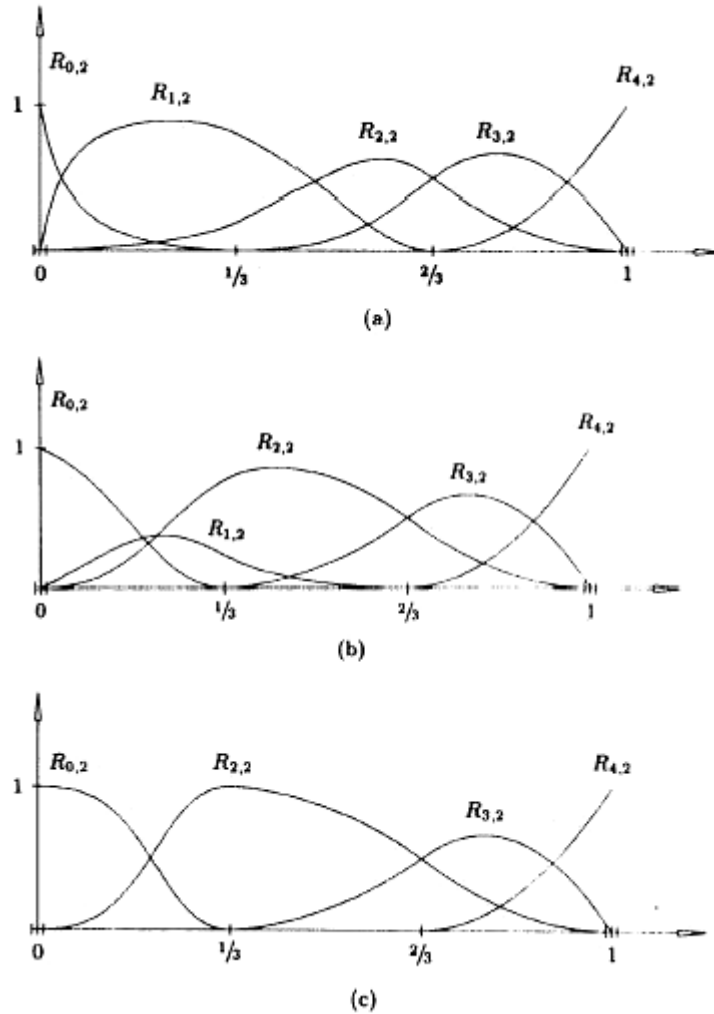 R₀,₂
R₁,₂
R₂,₂
R₃,₂
R₄,₂
1
0
1/3
2/3
1
(a)
R₀,₂
R₂,₂
R₄,₂
1
R₃,₂
R₁,₂
0
1/3
2/3
1
(b)
R₀,₂
R₂,₂
R₄,₂
1
R₃,₂
0
1/3
2/3
1
(c)